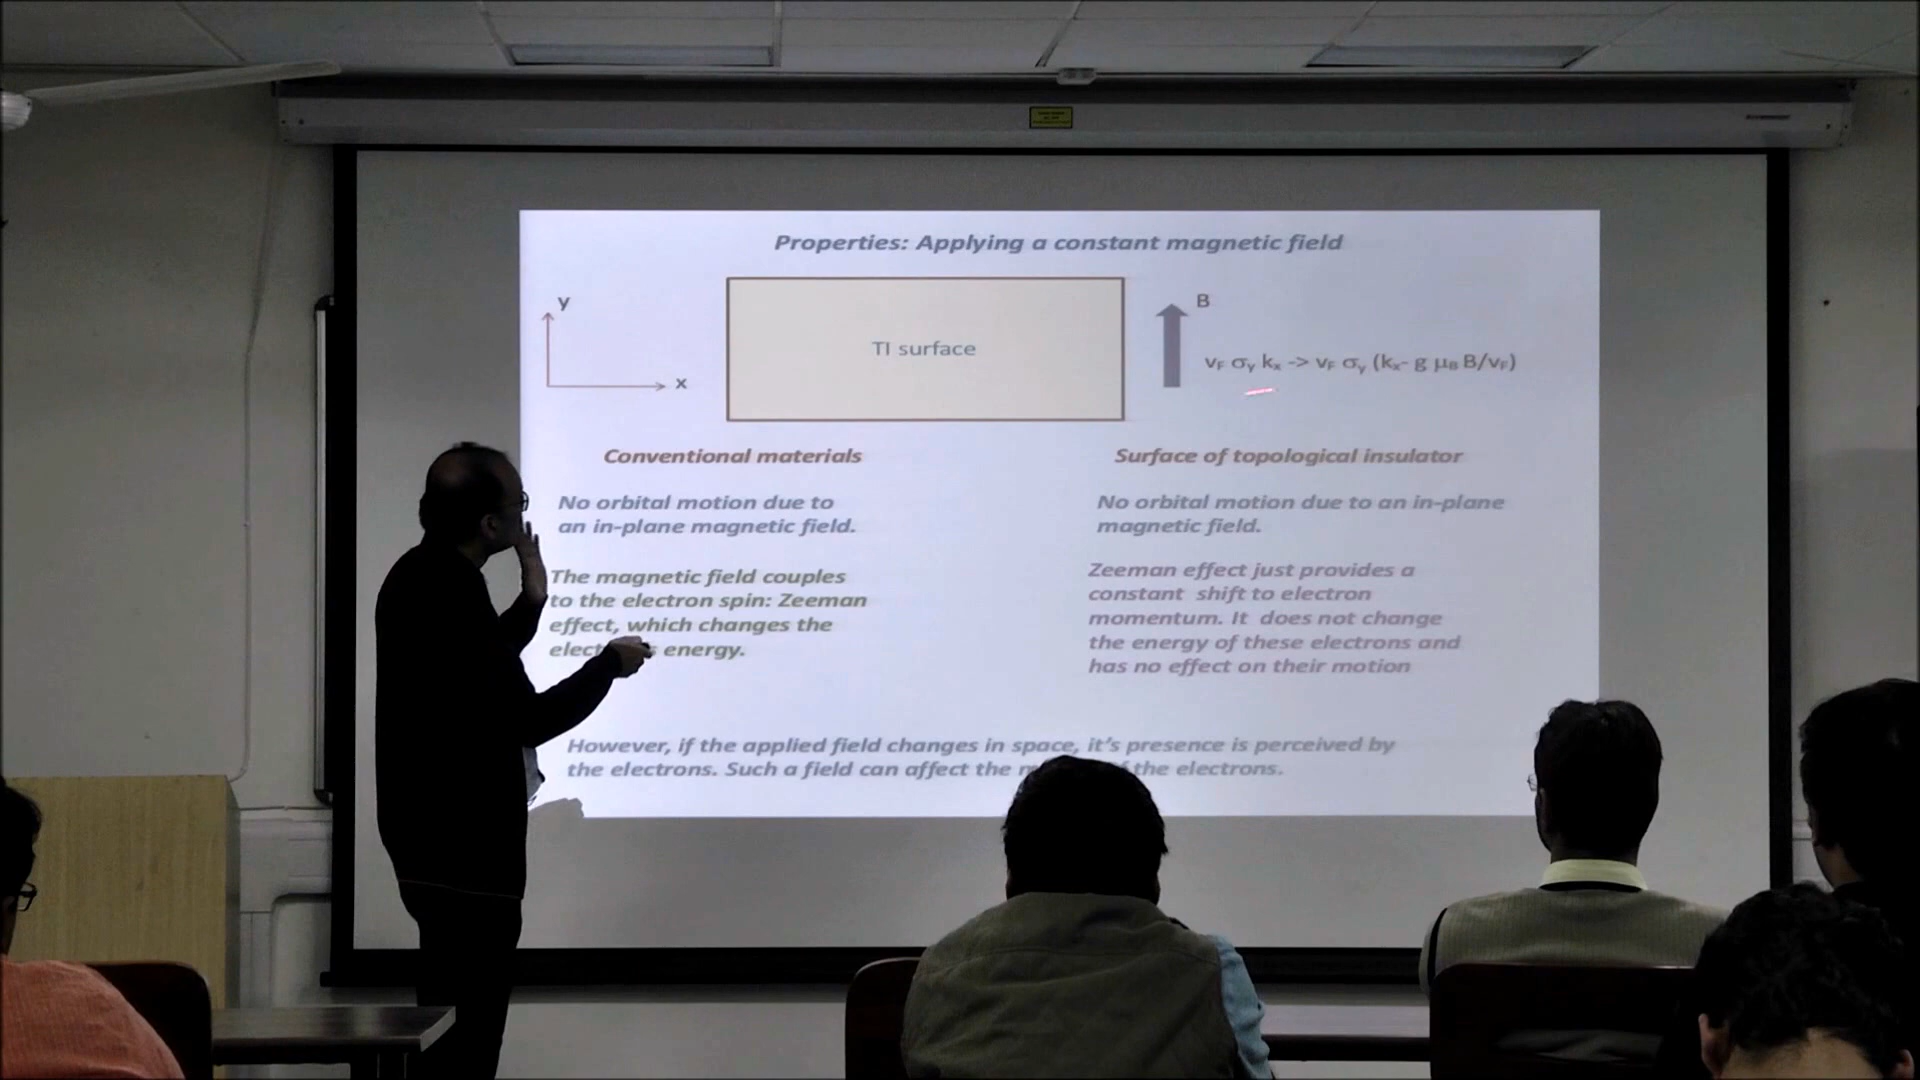 Properties: Applying a constant magnetic field
y
x
TI surface
B
vF σy kx -> vF σy (kx- g μB B/vF)
Conventional materials
No orbital motion due to
an in-plane magnetic field.
The magnetic field couples
to the electron spin: Zeeman
effect, which changes the
energy.
Surface of topological insulator
No orbital motion due to an in-plane
magnetic field.
Zeeman effect just provides a
constant shift to electron
momentum. It does not change
the energy of these electrons and
has no effect on their motion
However, if the applied field changes in space, it's presence is perceived by
the electrons. Such a field can affect the the electrons.